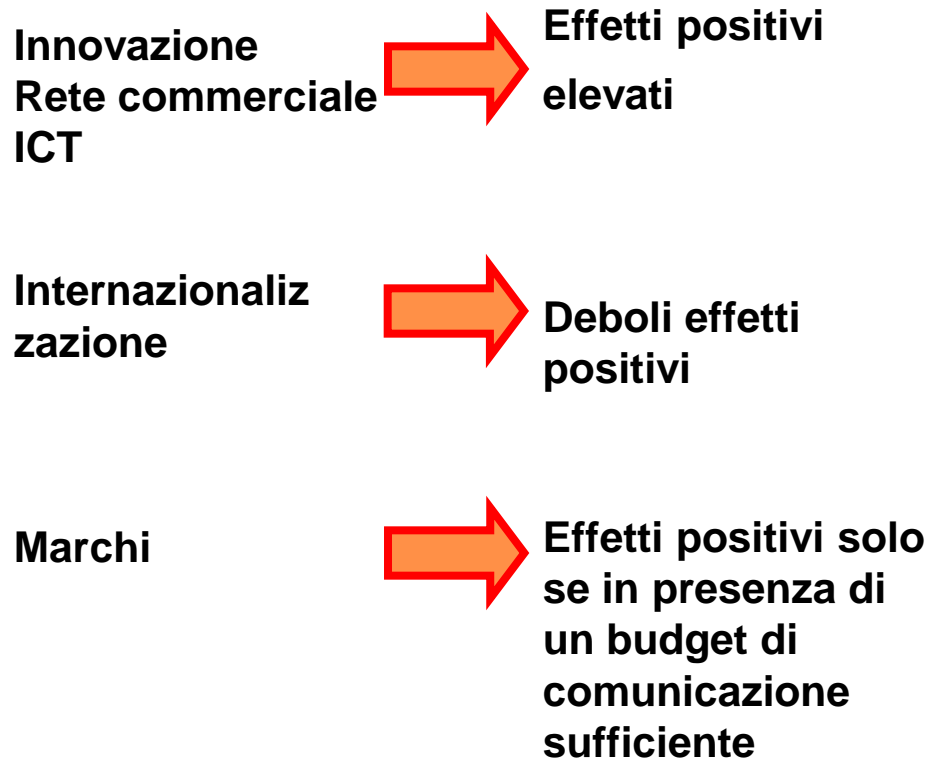 Innovazione
Rete commerciale
ICT
Effetti positivi
elevati
Internazionaliz
zazione
Deboli effetti
positivi
Marchi
Effetti positivi solo
se in presenza di
un budget di
comunicazione
sufficiente